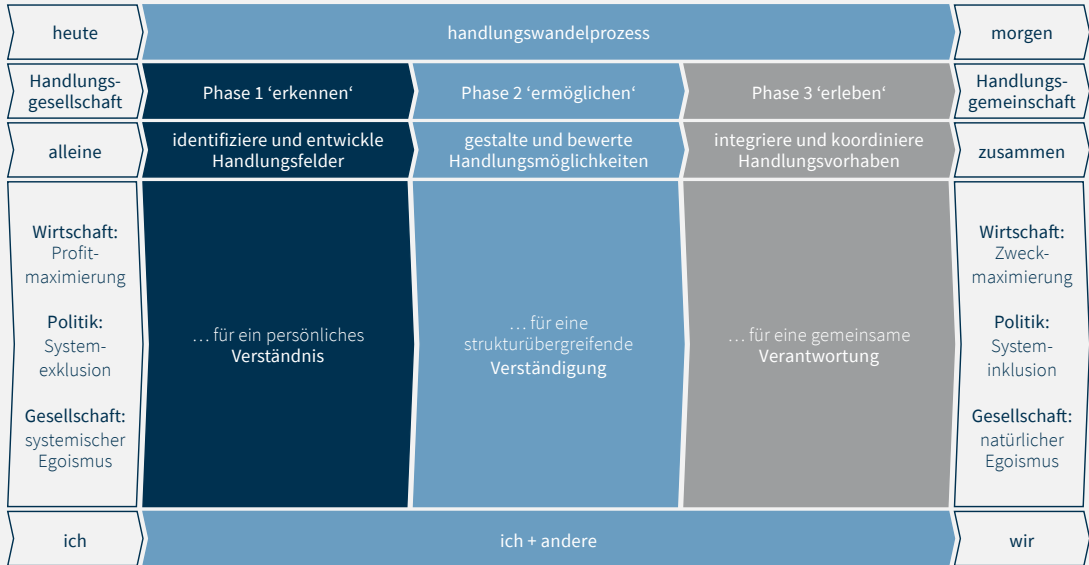 heute
handlungswandelprozess
morgen
Handlungs-
gesellschaft
Phase 1 ‘erkennen‘
Phase 2 ‘ermöglichen‘
Phase 3 ‘erleben‘
Handlungs-
gemeinschaft
alleine
identifiziere und entwickle
Handlungsfelder
gestalte und bewerte
Handlungsmöglichkeiten
integriere und koordiniere
Handlungsvorhaben
zusammen
Wirtschaft:
Profit-
maximierung
Politik:
System-
exklusion
Gesellschaft:
systemischer
Egoismus
… für ein persönliches
Verständnis
… für eine
strukturübergreifende
Verständigung
… für eine gemeinsame
Verantwortung
Wirtschaft:
Zweck-
maximierung
Politik:
System-
inklusion
Gesellschaft:
natürlicher
Egoismus
ich
ich + andere
wir